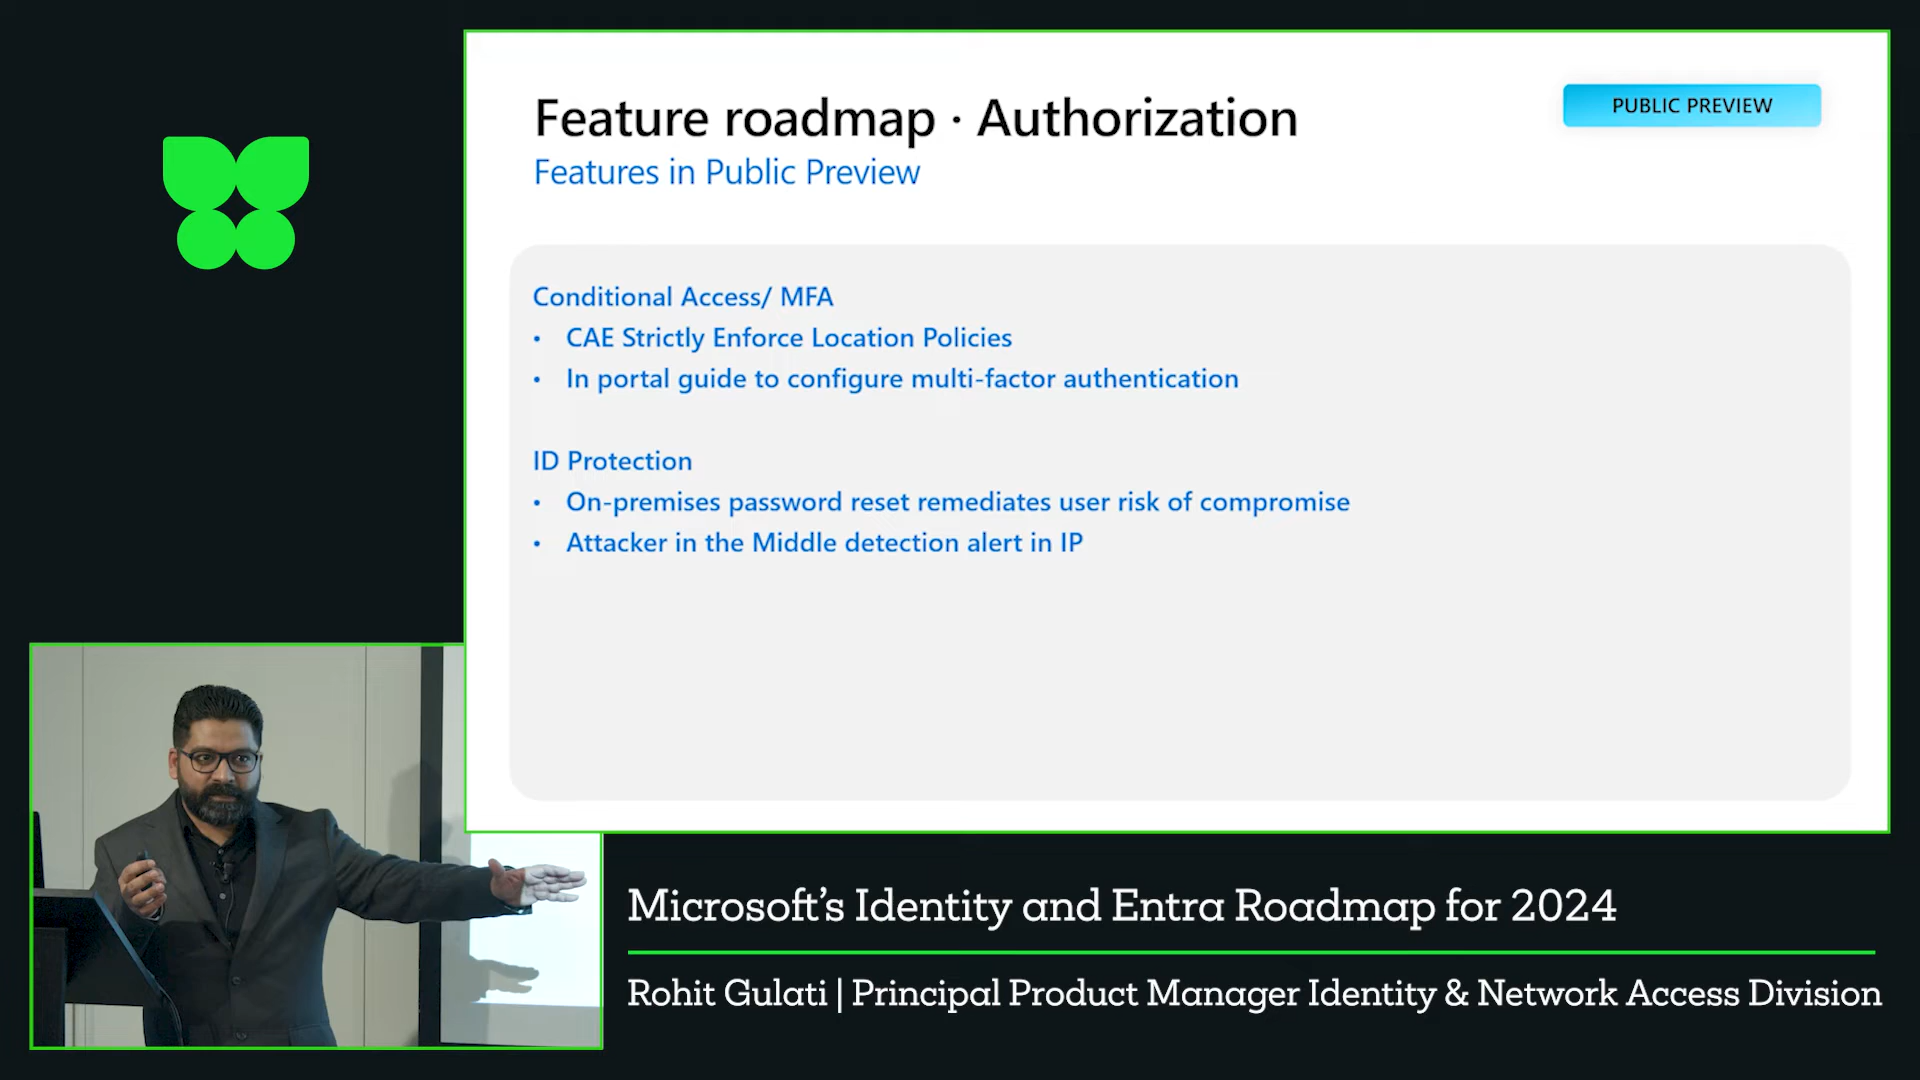 Feature roadmap · Authorization
PUBLIC PREVIEW
Features in Public Preview
Conditional Access/ MFA
• CAE Strictly Enforce Location Policies
• In portal guide to configure multi-factor authentication
ID Protection
• On-premises password reset remediates user risk of compromise
• Attacker in the Middle detection alert in IP
Microsoft’s Identity and Entra Roadmap for 2024
Rohit Gulati | Principal Product Manager Identity & Network Access Division